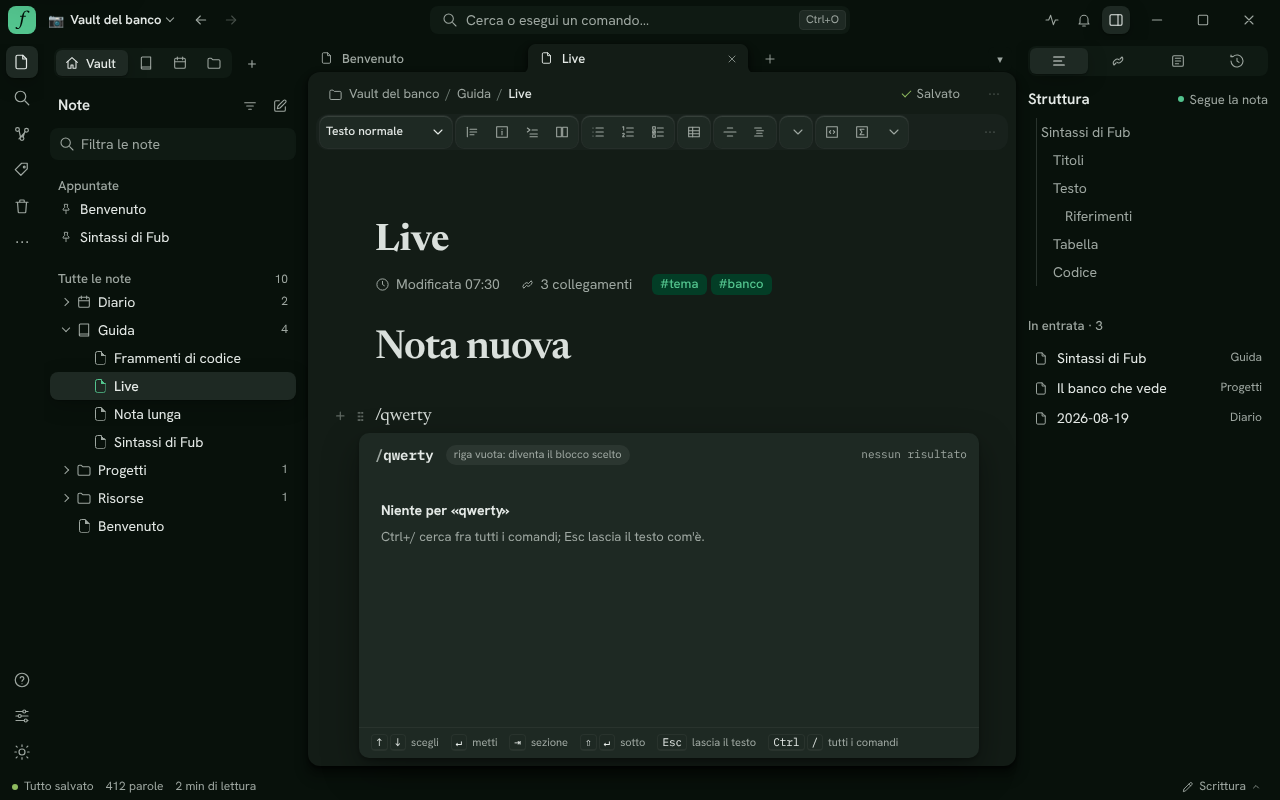 Vault del banco
Cerca o esegui un comando...
Ctrl+O
Vault
Benvenuto
Live
Note
Filtra le note
Appuntate
Benvenuto
Sintassi di Fub
Tutte le note 10
Diario 2
Guida 4
Frammenti di codice
Live
Nota lunga
Sintassi di Fub
Progetti 1
Risorse 1
Benvenuto
Vault del banco / Guida / Live
Salvato
Testo normale
Live
Modificata 07:30
3 collegamenti
#tema
#banco
Nota nuova
/qwerty
/qwerty
riga vuota: diventa il blocco scelto
nessun risultato
Niente per «qwerty»
Ctrl+/ cerca fra tutti i comandi; Esc lascia il testo com'è.
↑ ↓ scegli ↵ metti ⇥ sezione ⇧ ↵ sotto Esc lascia il testo Ctrl / tutti i comandi
Struttura
Segue la nota
Sintassi di Fub
Titoli
Testo
Riferimenti
Tabella
Codice
In entrata · 3
Sintassi di Fub Guida
Il banco che vede Progetti
2026-08-19 Diario
Tutto salvato 412 parole 2 min di lettura
Scrittura